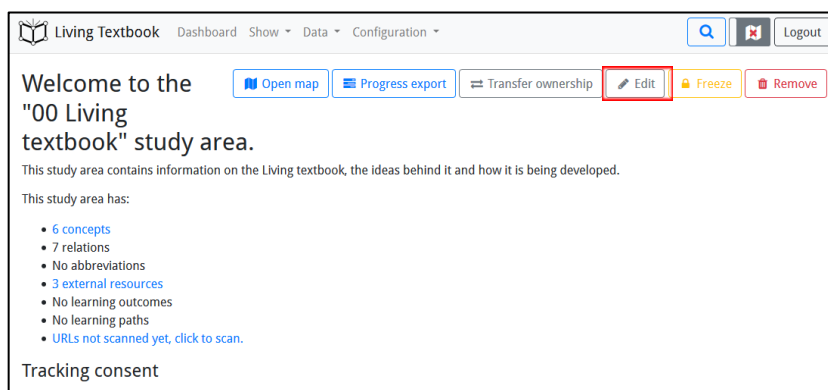 Living Textbook Dashboard Show Data Configuration Logout
Welcome to the
"00 Living
textbook" study area.
Open map Progress export Transfer ownership Edit Freeze Remove
This study area contains information on the Living textbook, the ideas behind it and how it is being developed.
This study area has:
6 concepts
7 relations
No abbreviations
3 external resources
No learning outcomes
No learning paths
URLs not scanned yet, click to scan.
Tracking consent